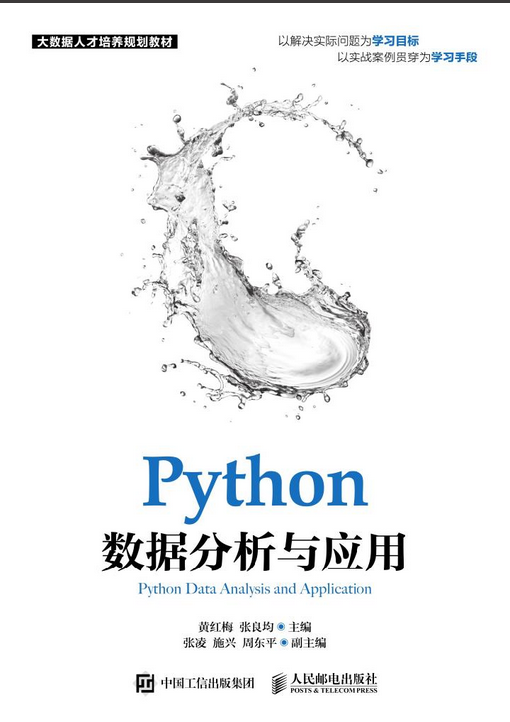 大数据人才培养规划教材
以解决实际问题为学习目标
以实战案例贯穿为学习手段
Python
数据分析与应用
Python Data Analysis and Application
黄红梅 张良均 ◉ 主编
张凌 施兴 周东平 ◉ 副主编
中国工信出版集团
人民邮电出版社
POSTS & TELECOM PRESS